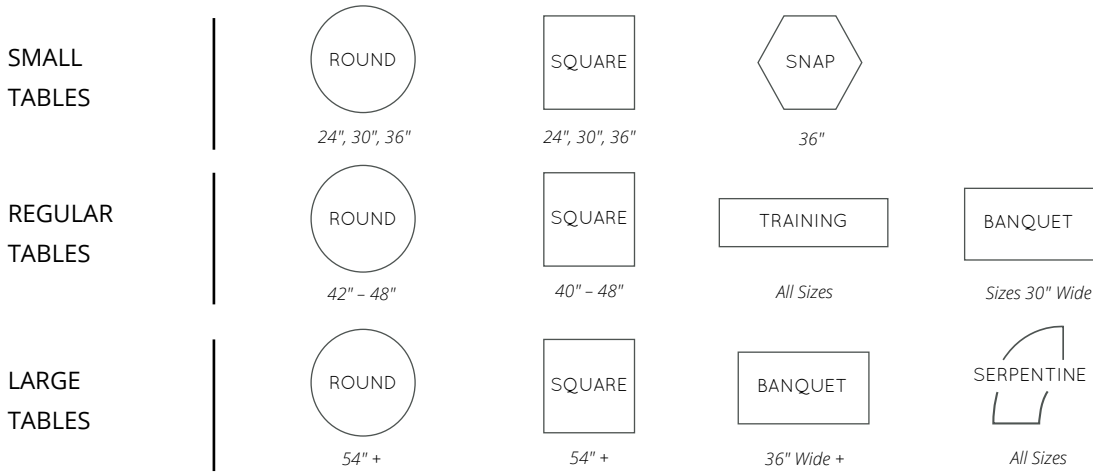 SMALL
TABLES
ROUND
SQUARE
SNAP
24", 30", 36"
24", 30", 36"
36"
REGULAR
TABLES
ROUND
SQUARE
TRAINING
BANQUET
42" – 48"
40" – 48"
All Sizes
Sizes 30" Wide
LARGE
TABLES
ROUND
SQUARE
BANQUET
SERPENTINE
54" +
54" +
36" Wide +
All Sizes